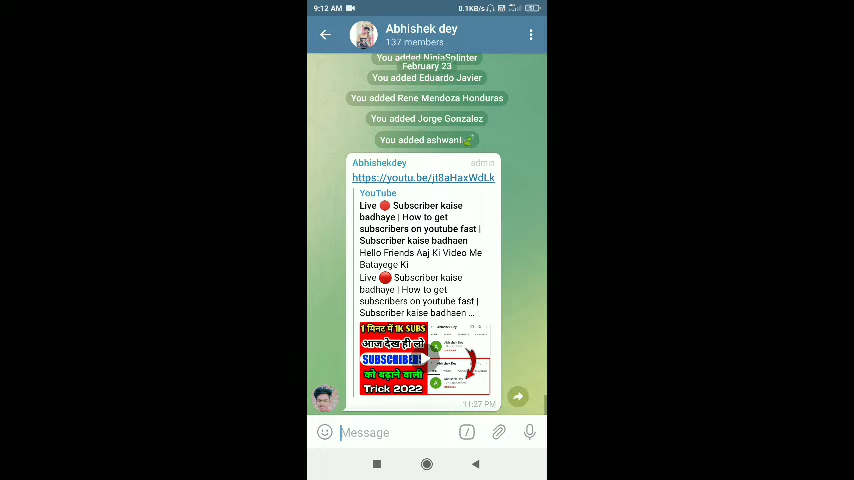 9:12 AM
0.1KB/s
Abhishek dey
137 members
You added NinjaSplinter
February 23
You added Eduardo Javier
You added Rene Mendoza Honduras
You added Jorge Gonzalez
You added ashwani
Abhishekdey admin
https://youtu.be/jt8aHaxWdLk
YouTube
Live 🔴 Subscriber kaise
badhaye | How to get
subscribers on youtube fast |
Subscriber kaise badhaen
Hello Friends Aaj Ki Video Me
Batayege Ki
Live 🔴 Subscriber kaise
badhaye | How to get
subscribers on youtube fast |
Subscriber kaise badhaen ...
1 मिनट में 1K SUBS
आज देख ही लो
SUBSCRIBERS
को बढ़ाने वाली
Trick 2022
11:27 PM
Message